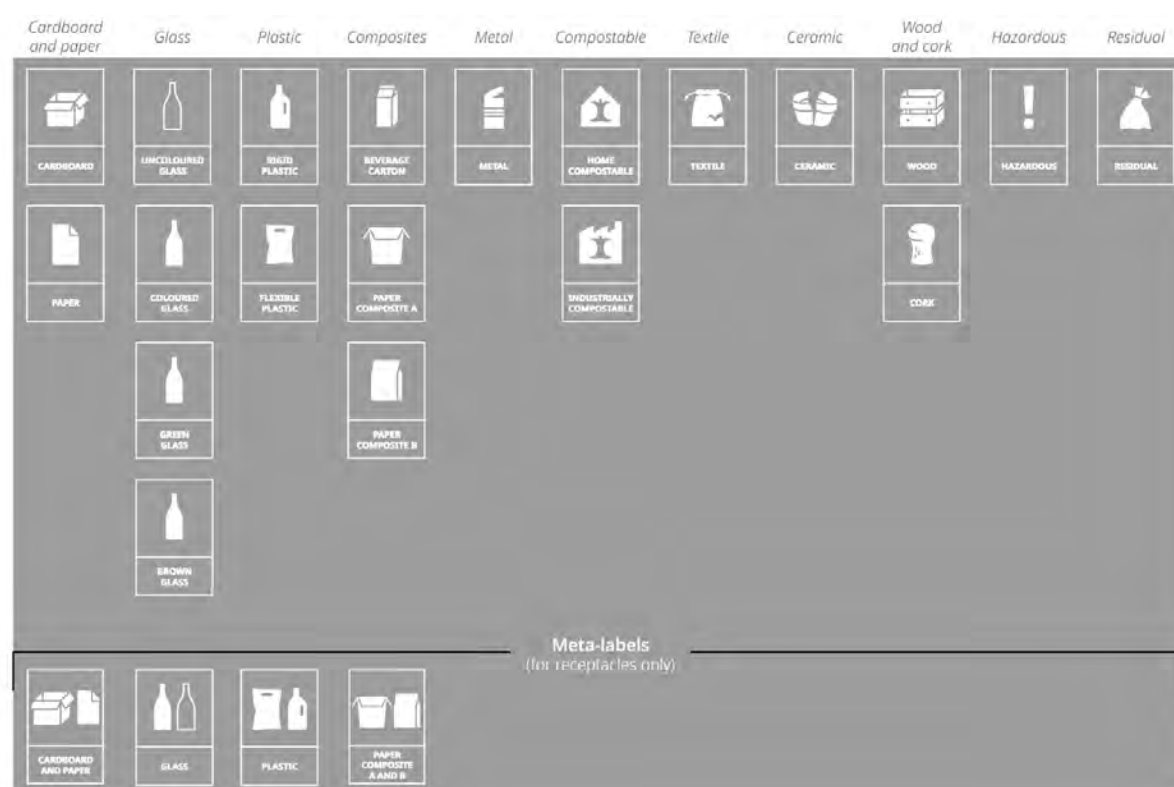 Cardboard
and paper
Glass
Plastic
Composites
Metal
Compostable
Textile
Ceramic
Wood
and cork
Hazardous
Residual
CARDBOARD
UNCOLOURED
GLASS
RIGID
PLASTIC
BEVERAGE
CARTON
METAL
HOME
COMPOSTABLE
TEXTILE
CERAMIC
WOOD
HAZARDOUS
RESIDUAL
PAPER
COLOURED
GLASS
FLEXIBLE
PLASTIC
PAPER
COMPOSITE A
INDUSTRIALLY
COMPOSTABLE
CORK
GREEN
GLASS
PAPER
COMPOSITE B
BROWN
GLASS
Meta-labels
(for receptacles only)
CARDBOARD
AND PAPER
GLASS
PLASTIC
PAPER
COMPOSITE
A AND B